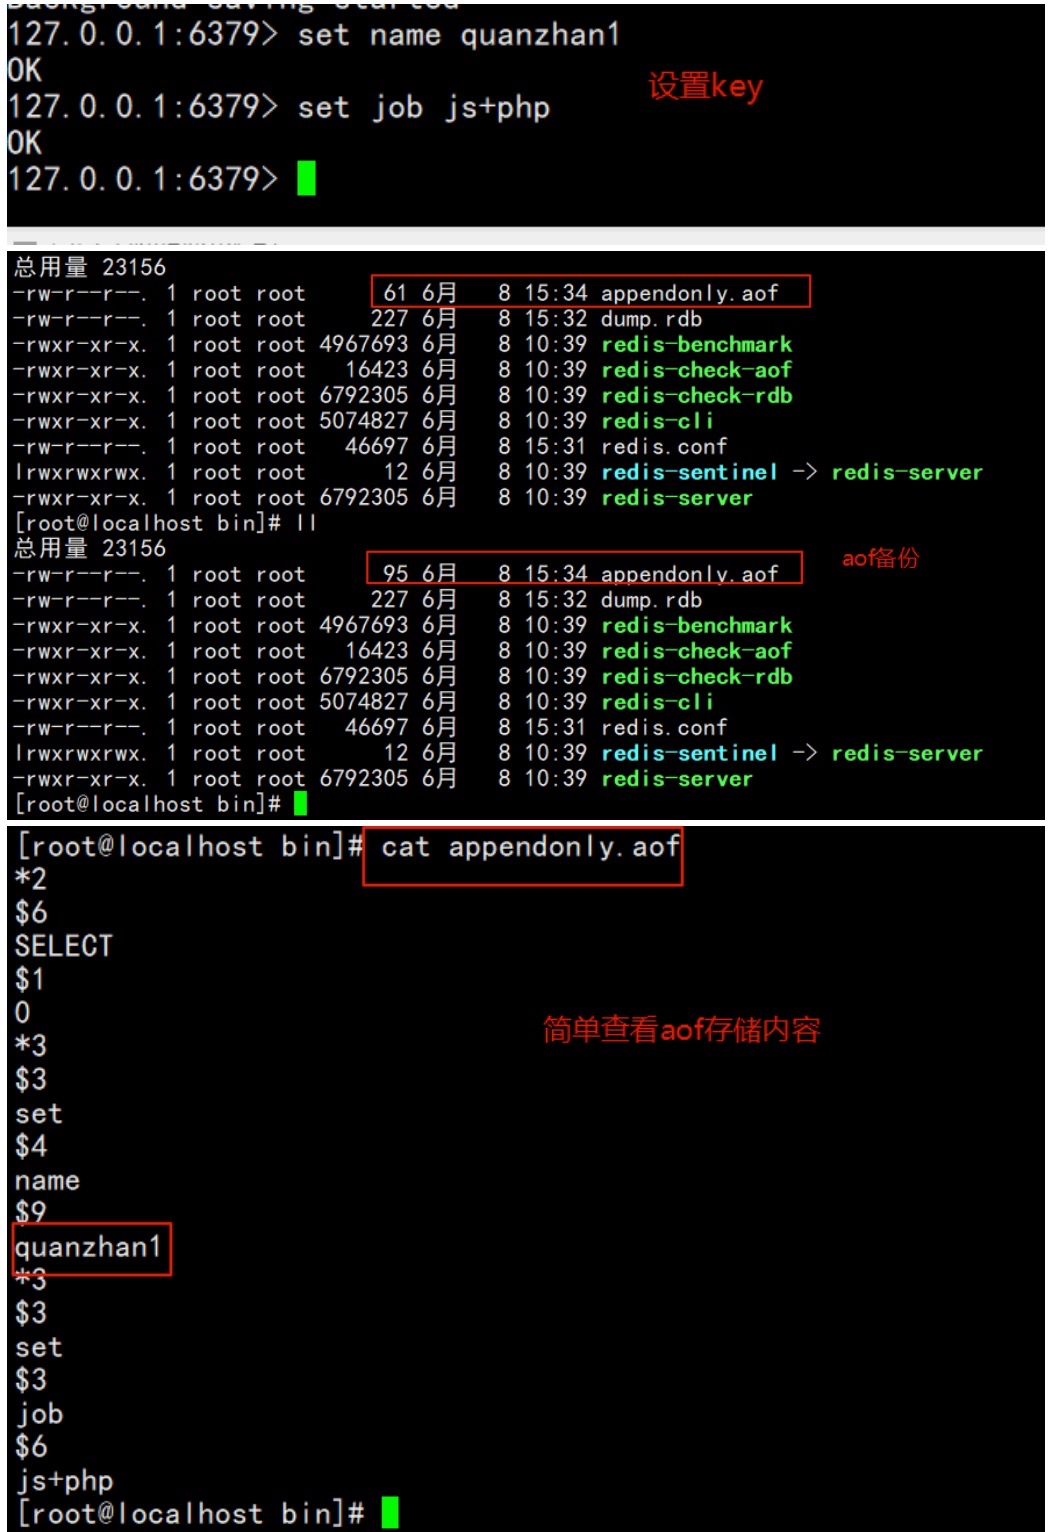 Background saving started
127.0.0.1:6379> set name quanzhan1
OK
设置key
127.0.0.1:6379> set job js+php
OK
127.0.0.1:6379>
总用量 23156
-rw-r--r--. 1 root root      61 6月   8 15:34 appendonly.aof
-rw-r--r--. 1 root root     227 6月   8 15:32 dump.rdb
-rwxr-xr-x. 1 root root 4967693 6月   8 10:39 redis-benchmark
-rwxr-xr-x. 1 root root   16423 6月   8 10:39 redis-check-aof
-rwxr-xr-x. 1 root root 6792305 6月   8 10:39 redis-check-rdb
-rwxr-xr-x. 1 root root 5074827 6月   8 10:39 redis-cli
-rw-r--r--. 1 root root   46697 6月   8 15:31 redis.conf
lrwxrwxrwx. 1 root root      12 6月   8 10:39 redis-sentinel -> redis-server
-rwxr-xr-x. 1 root root 6792305 6月   8 10:39 redis-server
[root@localhost bin]# ll
总用量 23156
aof备份
-rw-r--r--. 1 root root      95 6月   8 15:34 appendonly.aof
-rw-r--r--. 1 root root     227 6月   8 15:32 dump.rdb
-rwxr-xr-x. 1 root root 4967693 6月   8 10:39 redis-benchmark
-rwxr-xr-x. 1 root root   16423 6月   8 10:39 redis-check-aof
-rwxr-xr-x. 1 root root 6792305 6月   8 10:39 redis-check-rdb
-rwxr-xr-x. 1 root root 5074827 6月   8 10:39 redis-cli
-rw-r--r--. 1 root root   46697 6月   8 15:31 redis.conf
lrwxrwxrwx. 1 root root      12 6月   8 10:39 redis-sentinel -> redis-server
-rwxr-xr-x. 1 root root 6792305 6月   8 10:39 redis-server
[root@localhost bin]#
[root@localhost bin]# cat appendonly.aof
*2
$6
SELECT
$1
0
简单查看aof存储内容
*3
$3
set
$4
name
$9
quanzhan1
*3
$3
set
$3
job
$6
js+php
[root@localhost bin]#